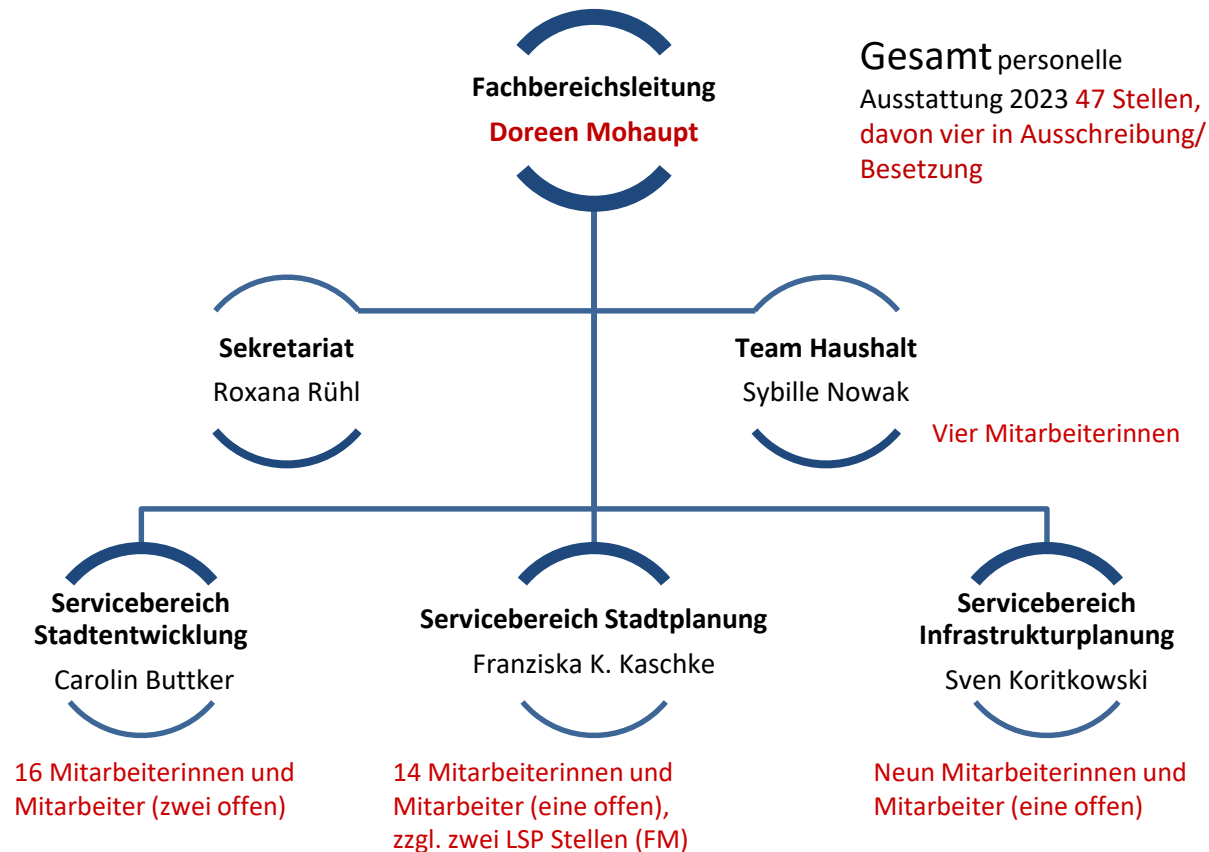 Fachbereichsleitung
Doreen Mohaupt
Gesamt personelle
Ausstattung 2023 47 Stellen,
davon vier in Ausschreibung/
Besetzung
Sekretariat
Roxana Rühl
Team Haushalt
Sybille Nowak
Vier Mitarbeiterinnen
Servicebereich
Stadtentwicklung
Carolin Buttker
16 Mitarbeiterinnen und
Mitarbeiter (zwei offen)
Servicebereich Stadtplanung
Franziska K. Kaschke
14 Mitarbeiterinnen und
Mitarbeiter (eine offen),
zzgl. zwei LSP Stellen (FM)
Servicebereich
Infrastrukturplanung
Sven Koritkowski
Neun Mitarbeiterinnen und
Mitarbeiter (eine offen)